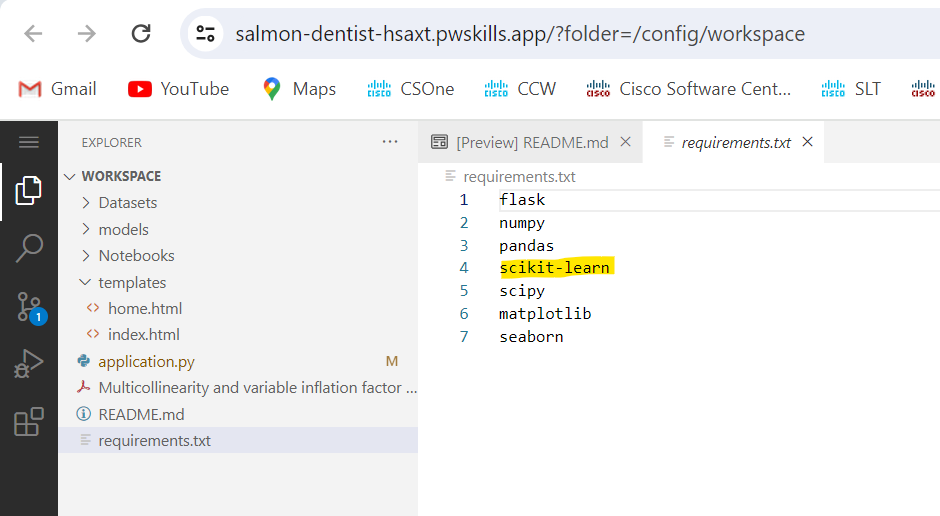 salmon-dentist-hsaxt.pwskills.app/?folder=/config/workspace
Gmail YouTube Maps CSOne CCW Cisco Software Cent... SLT
EXPLORER ...
WORKSPACE
Datasets
models
Notebooks
templates
home.html
index.html
application.py M
Multicollinearity and variable inflation factor ...
README.md
requirements.txt
1
[Preview] README.md requirements.txt
requirements.txt
1 flask
2 numpy
3 pandas
4 scikit-learn
5 scipy
6 matplotlib
7 seaborn